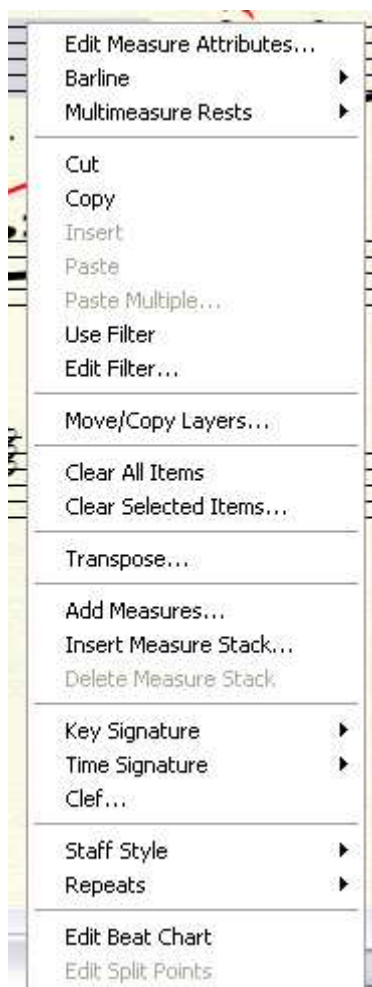 Edit Measure Attributes...
Barline
Multimeasure Rests
Cut
Copy
Insert
Paste
Paste Multiple...
Use Filter
Edit Filter...
Move/Copy Layers...
Clear All Items
Clear Selected Items...
Transpose...
Add Measures...
Insert Measure Stack...
Delete Measure Stack
Key Signature
Time Signature
Clef...
Staff Style
Repeats
Edit Beat Chart
Edit Split Points